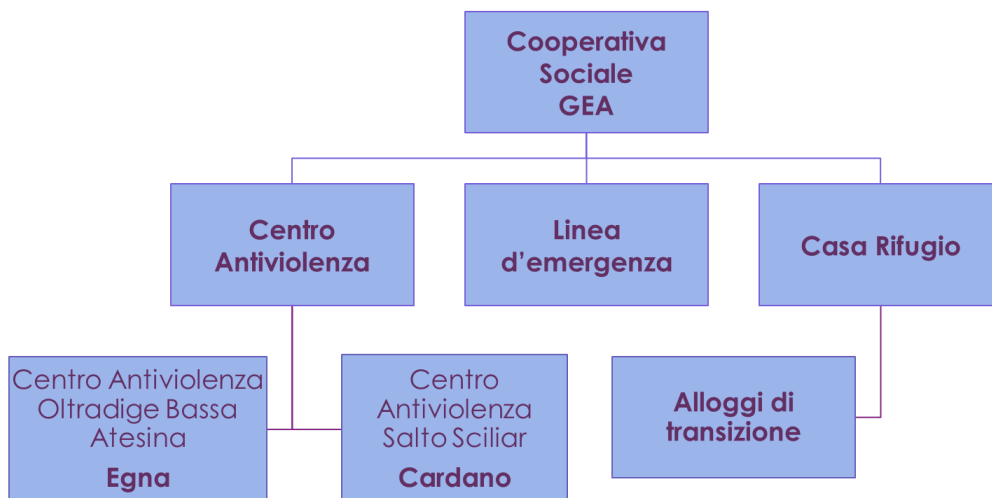 Cooperativa
Sociale
GEA
Centro
Antiviolenza
Linea
d’emergenza
Casa Rifugio
Centro Antiviolenza
Oltradige Bassa
Atesina
Egna
Centro
Antiviolenza
Salto Sciliar
Cardano
Alloggi di
transizione